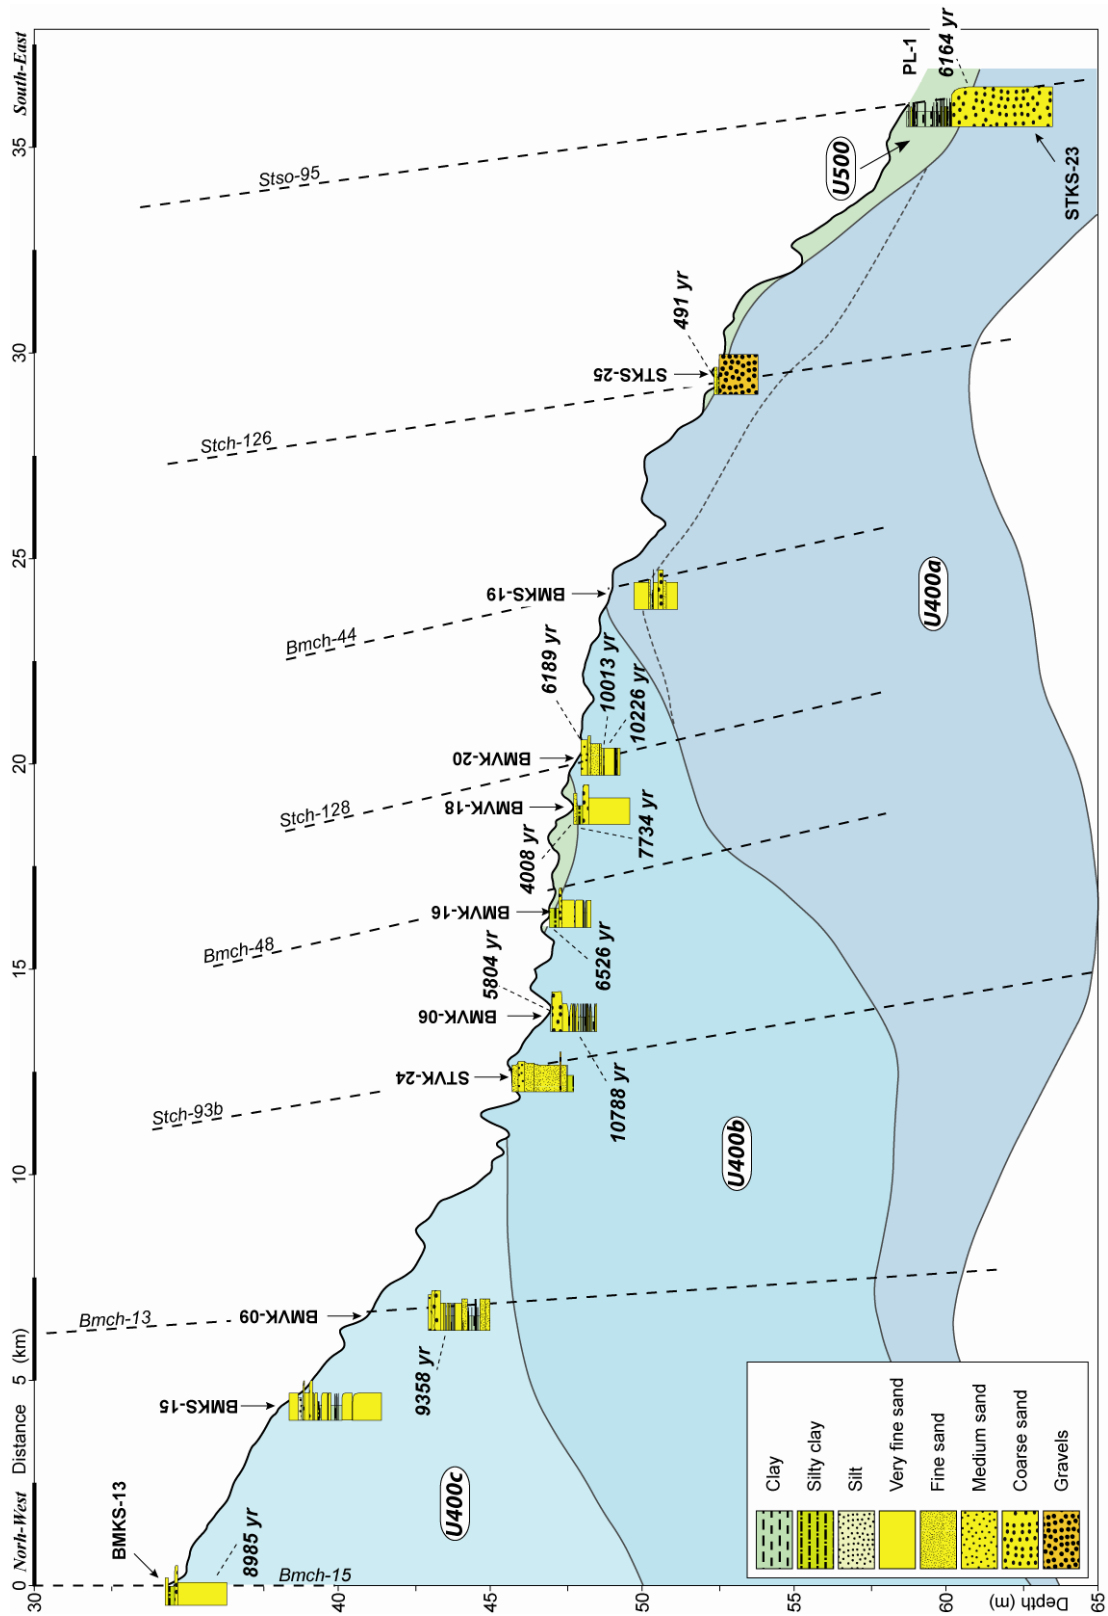 Norh-West
Distance (km)
South-East
0
5
10
15
20
25
30
35
30
40
45
50
55
60
65
Depth (m)
Bmch-15
Bmch-13
Stch-93b
Bmch-48
Stch-128
Bmch-44
Stch-126
Stso-95
BMKS-13
8985 yr
BMKS-15
BMVK-09
9358 yr
STVK-24
BMVK-06
5804 yr
10788 yr
BMVK-16
6526 yr
BMVK-18
4008 yr
7734 yr
BMVK-20
6189 yr
10013 yr
10226 yr
BMKS-19
STKS-25
491 yr
PL-1
6164 yr
STKS-23
U500
U400a
U400b
U400c
Clay
Silty clay
Silt
Very fine sand
Fine sand
Medium sand
Coarse sand
Gravels